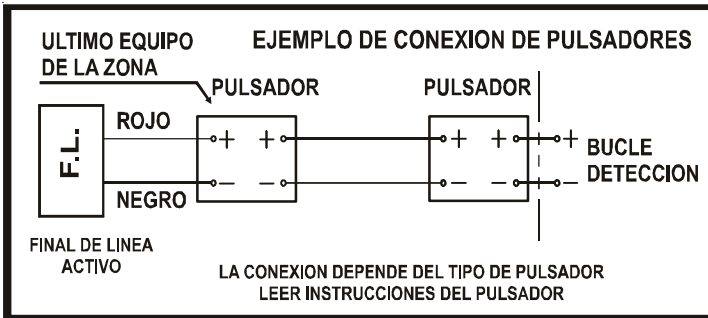 ULTIMO EQUIPO
DE LA ZONA
EJEMPLO DE CONEXION DE PULSADORES
PULSADOR
PULSADOR
F.L.
ROJO
NEGRO
+ +
- -
+ +
- -
+
-
BUCLE
DETECCION
FINAL DE LINEA
ACTIVO
LA CONEXION DEPENDE DEL TIPO DE PULSADOR
LEER INSTRUCCIONES DEL PULSADOR